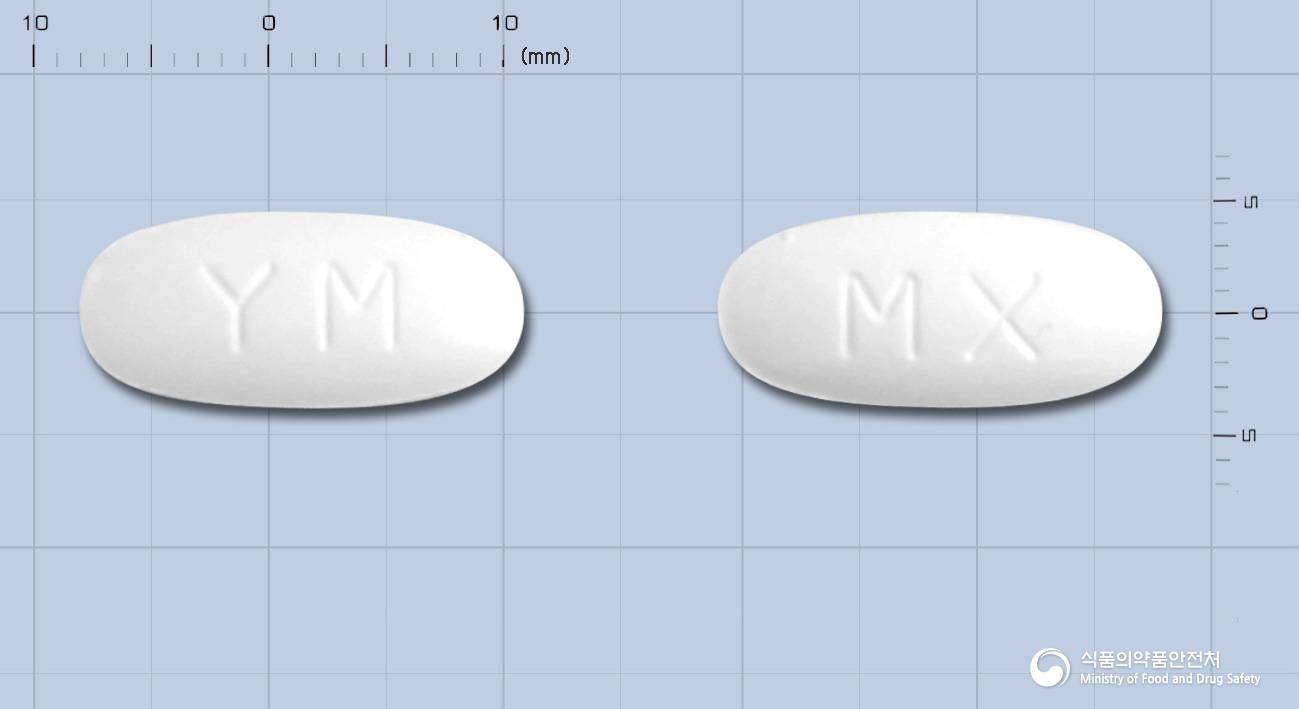 10 0 10
(mm)
YM
MX
5
0
5
식품의약품안전처
Ministry of Food and Drug Safety